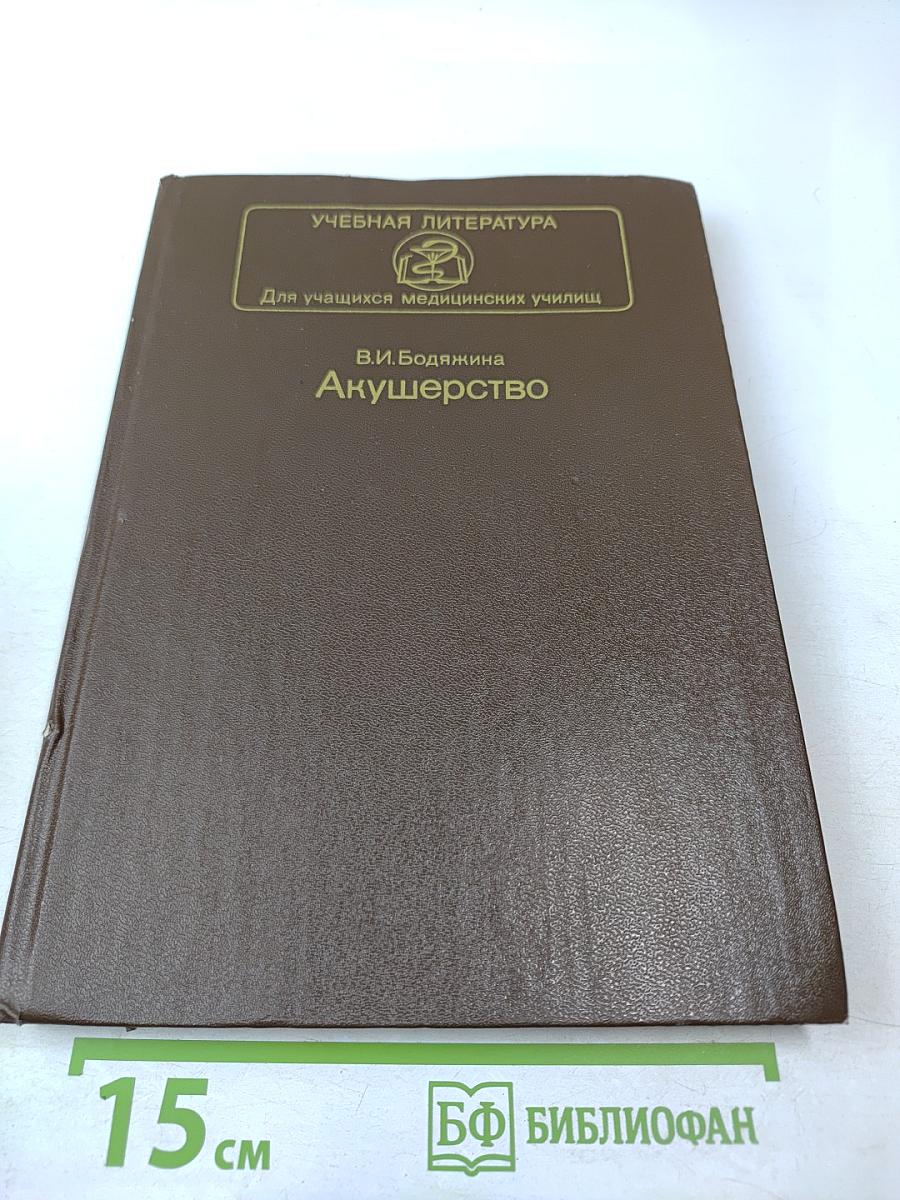 УЧЕБНАЯ ЛИТЕРАТУРА
Для учащихся медицинских училищ
В.И.Бодяжина
Акушерство
15 см
БФ БИБЛИОФАН